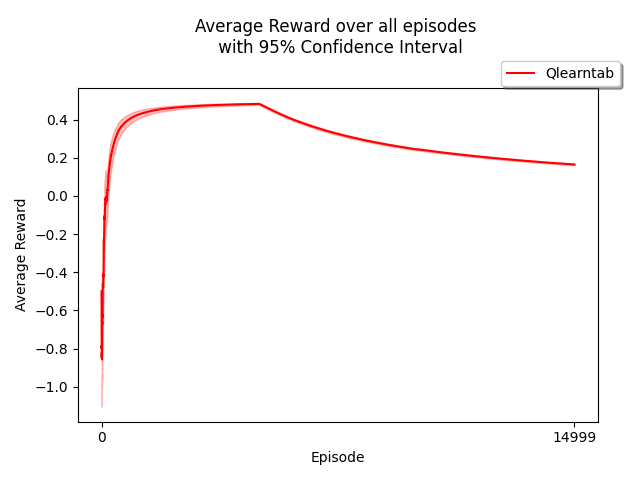 Average Reward over all episodes
with 95% Confidence Interval
Qlearntab
0.4
0.2
0.0
−0.2
−0.4
−0.6
−0.8
−1.0
Average Reward
0
14999
Episode